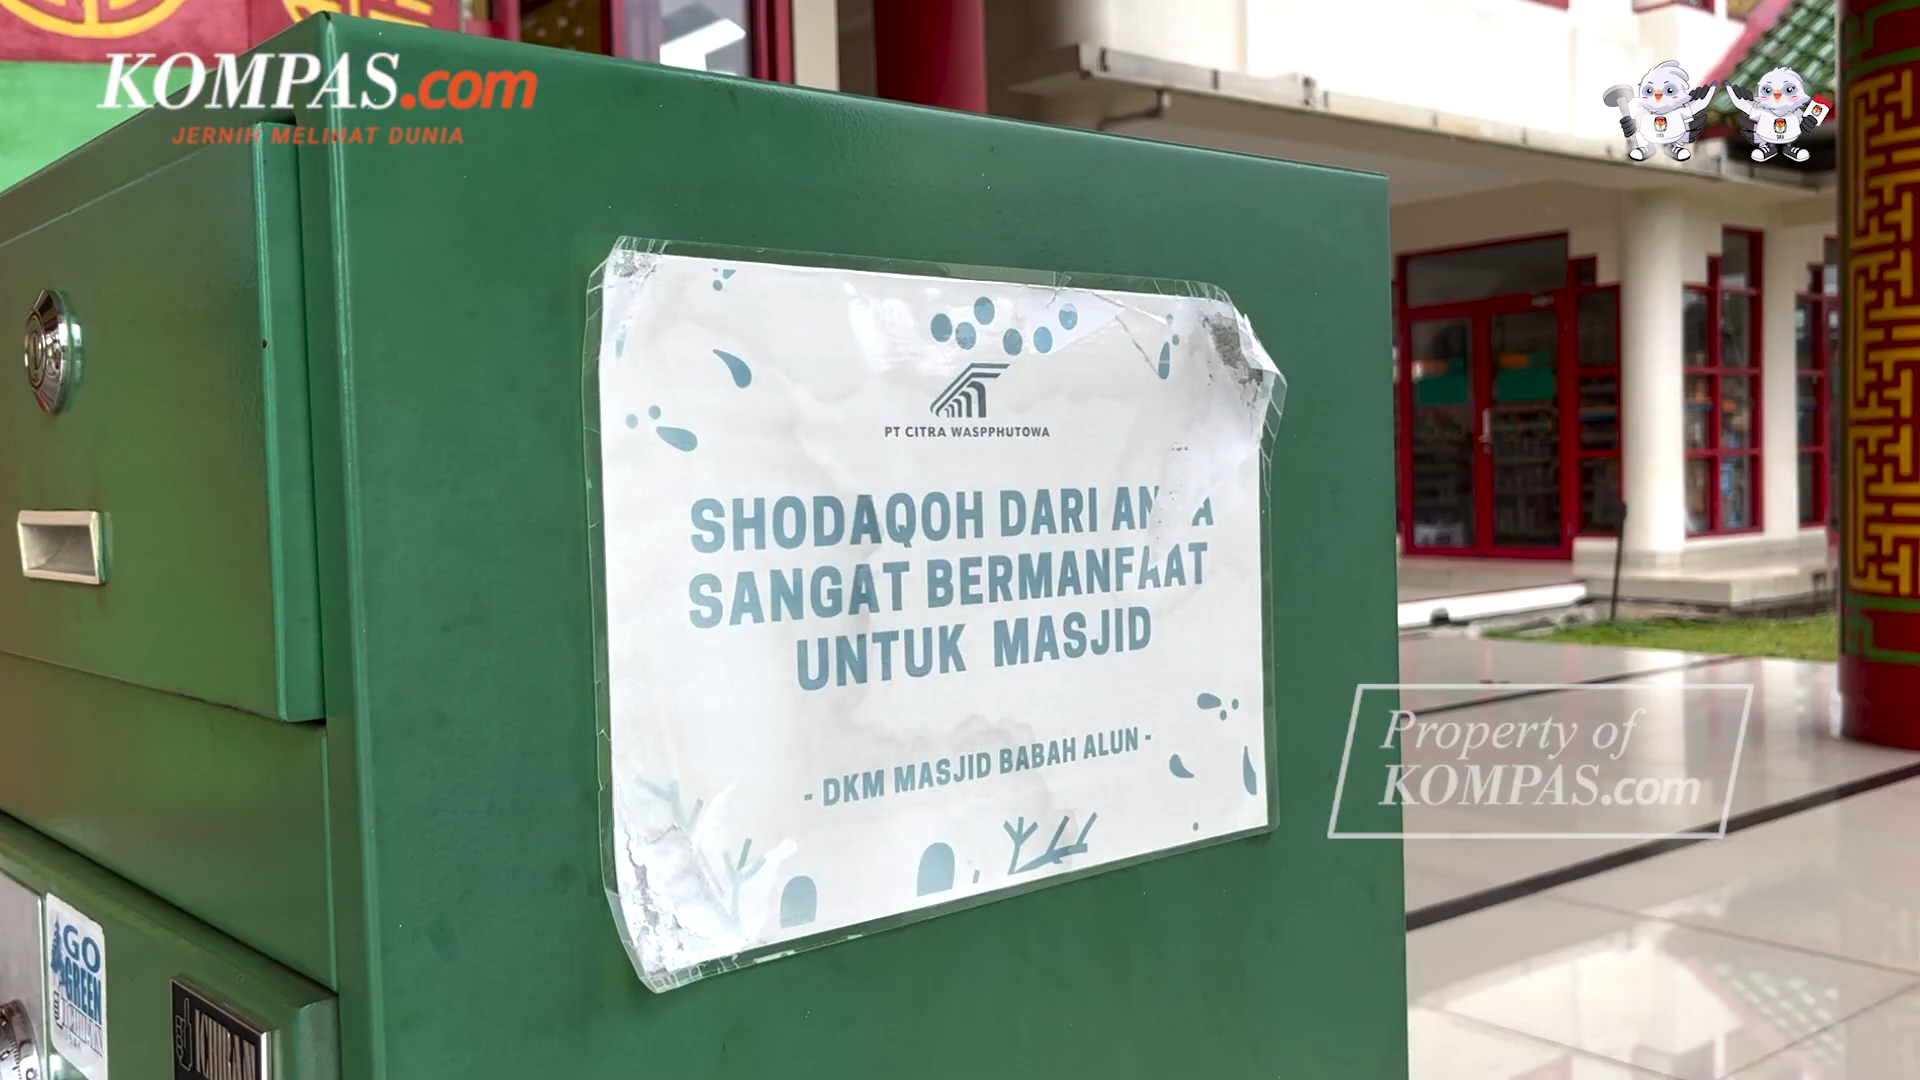 KOMPAS.com
JERNIH MELIHAT DUNIA
PT CITRA WASPPHUTOWA
SHODAQOH DARI AN A
SANGAT BERMANFAAT
UNTUK MASJID
- DKM MASJID BABAH ALUN -
Property of
KOMPAS.com
GO
GREEN